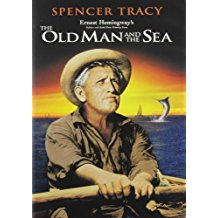 SPENCER TRACY
Ernest Hemingway's
THE OLD MAN AND THE SEA